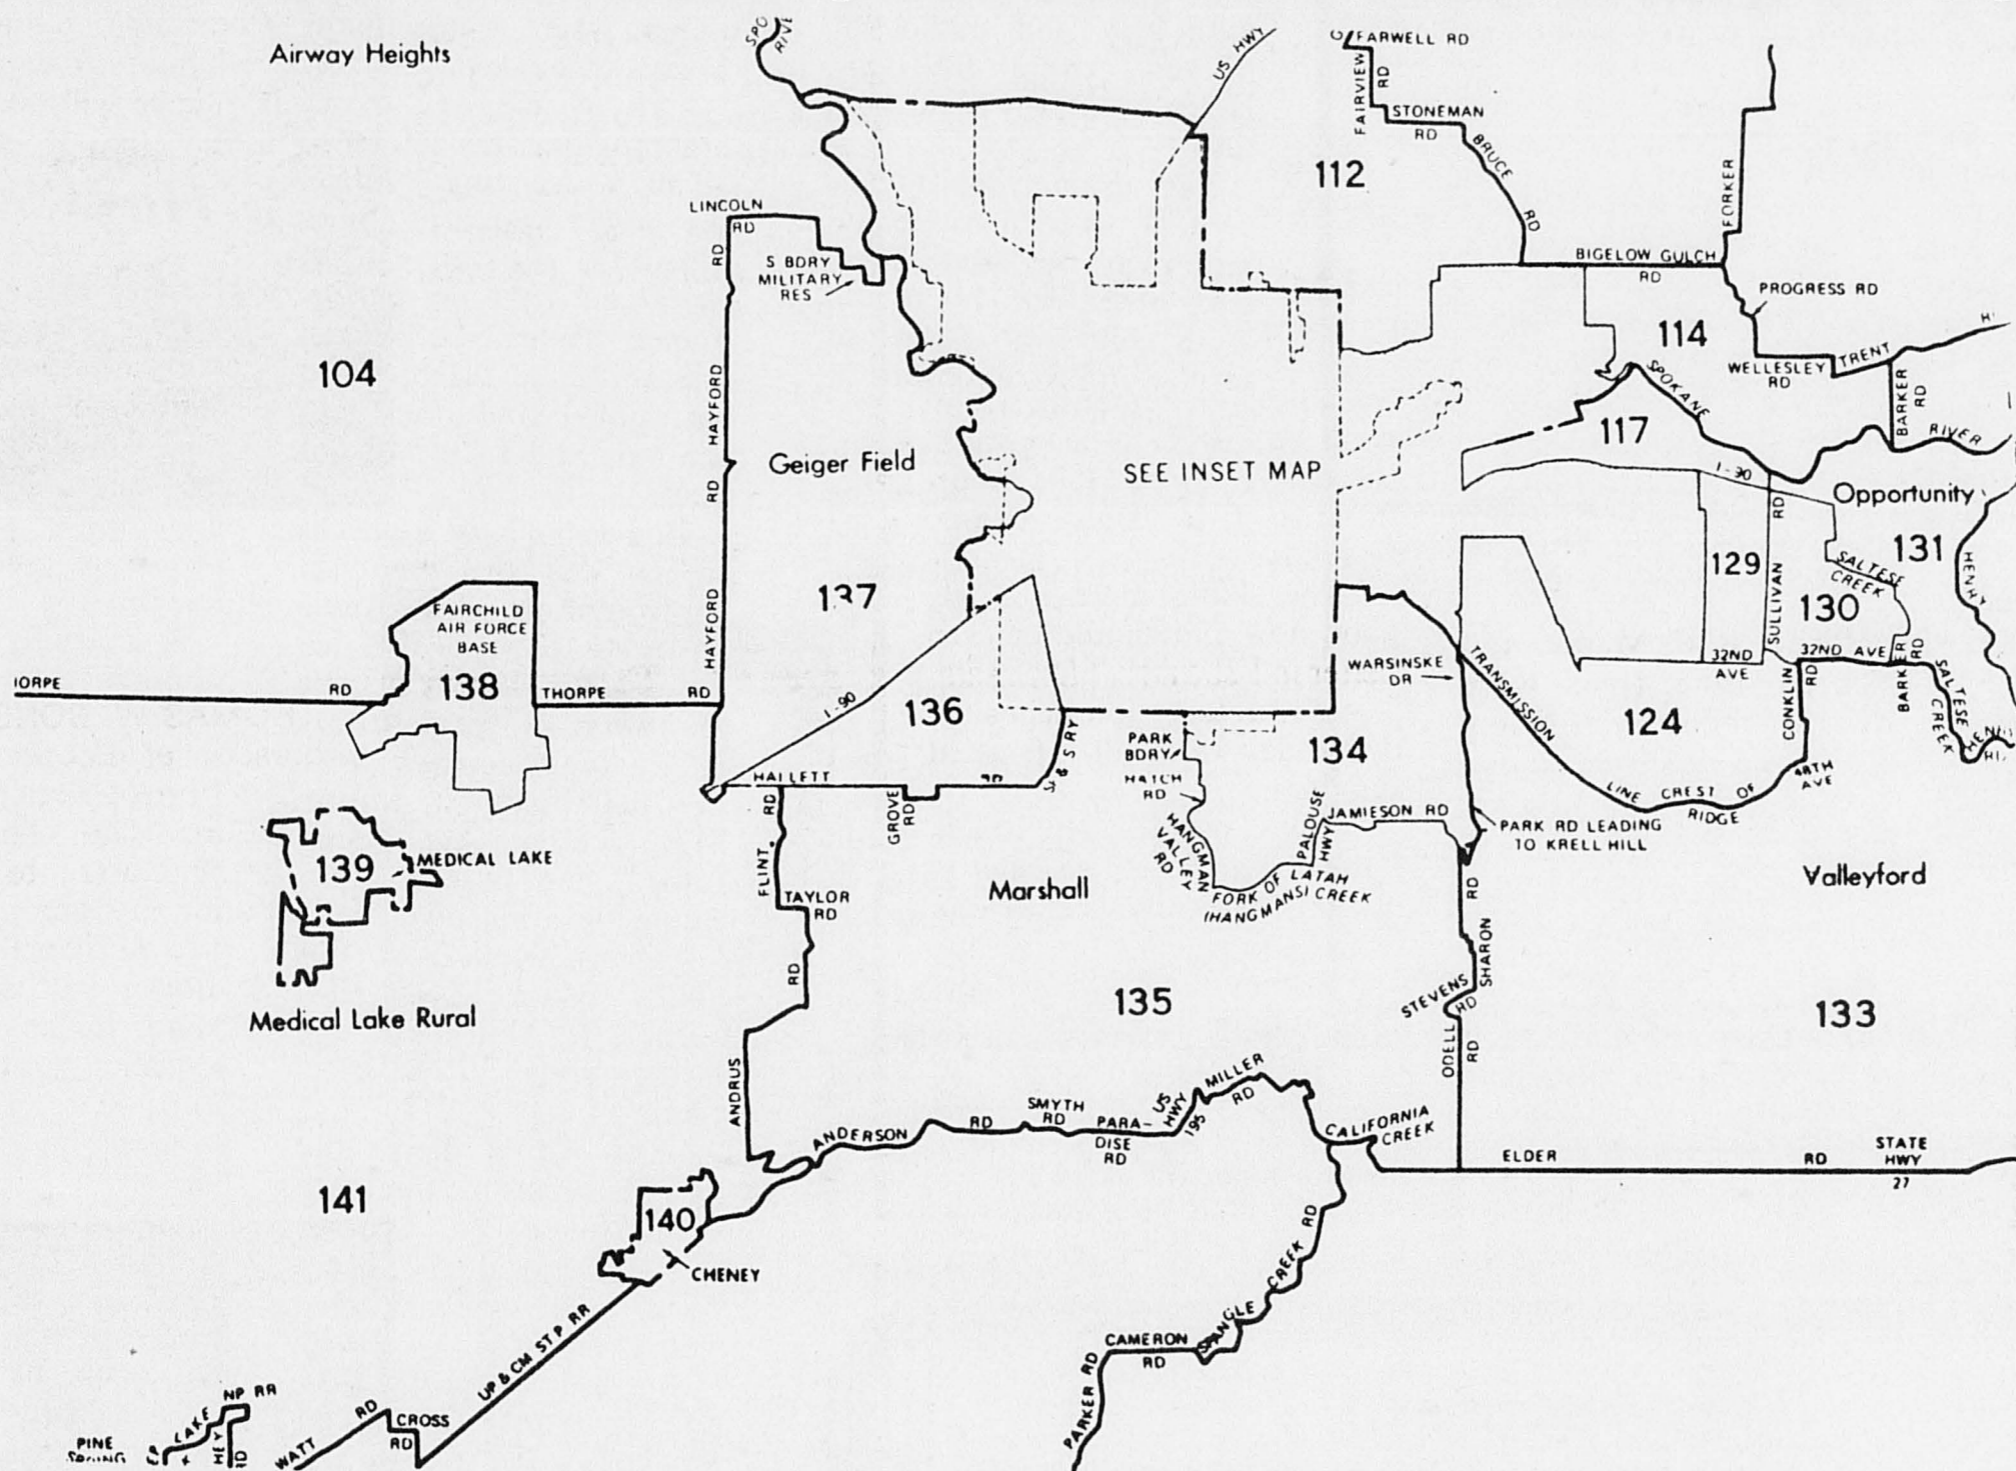 SPO
RIVE
Airway Heights
US HWY
FARWELL RD
FAIRVIEW
RD
STONEMAN
RD
BRUCE
RD
112
FORKER
LINCOLN
RD
RD
S BDRY
MILITARY
RES
BIGELOW GULCH
RD
PROGRESS RD
114
TRENT
WELLESLEY
RD
SPOKANE
BARKER
RD
RIVER
117
104
HAYFORD
RD
Geiger Field
SEE INSET MAP
I-90
RD
Opportunity
129
131
SALTESE
CREEK
HENRY
130
SULLIVAN
137
HAYFORD
FAIRCHILD
AIR FORCE
BASE
138
RD
THORPE
RD
I-90
136
WARSINSKE
DR
TRANSMISSION
32ND
AVE
32ND AVE
RD
BARKER
CONKLIN
RD
SALTESE
CREEK
124
PARK
BDRY
134
S RY
HALLETT
RD
HATCH
RD
GROVE
RD
48TH
AVE
LINE CREST OF
RIDGE
HANGMAN
VALLEY
RD
PALOUSE
HWY
JAMIESON RD
PARK RD LEADING
TO KRELL HILL
139
MEDICAL LAKE
FLINT
TAYLOR
RD
Marshall
FORK OF LATAH
(HANGMANS) CREEK
RD
Valleyford
RD
SHARON
STEVENS
RD
Medical Lake Rural
135
133
ODELL
RD
ANDRUS
ANDERSON
RD
SMYTH
RD
PARA-
DISE
RD
US
HWY
195
MILLER
RD
CALIFORNIA
CREEK
ELDER
RD
STATE
HWY
27
141
140
CHENEY
SPANGLE
CREEK
RD
CAMERON
RD
PARKER RD
UP & CM ST P RR
NP RR
LAKE
RD
CROSS
RD
WATT
PINE